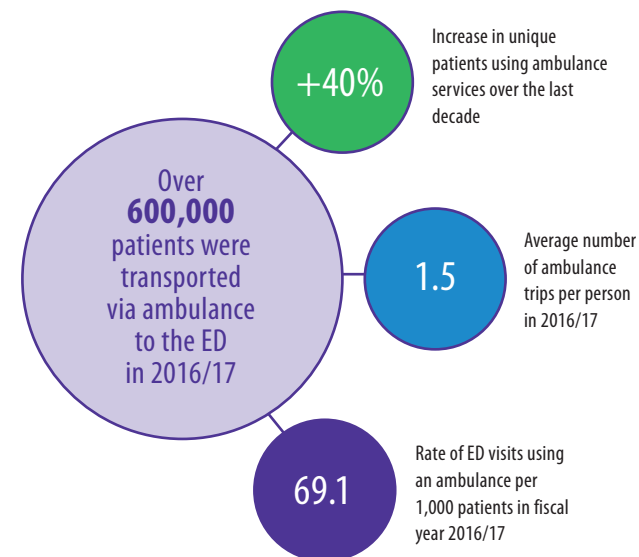 Over
600,000
patients were
transported
via ambulance
to the ED
in 2016/17
+40%
Increase in unique
patients using ambulance
services over the last
decade
1.5
Average number
of ambulance
trips per person
in 2016/17
69.1
Rate of ED visits using
an ambulance per
1,000 patients in fiscal
year 2016/17